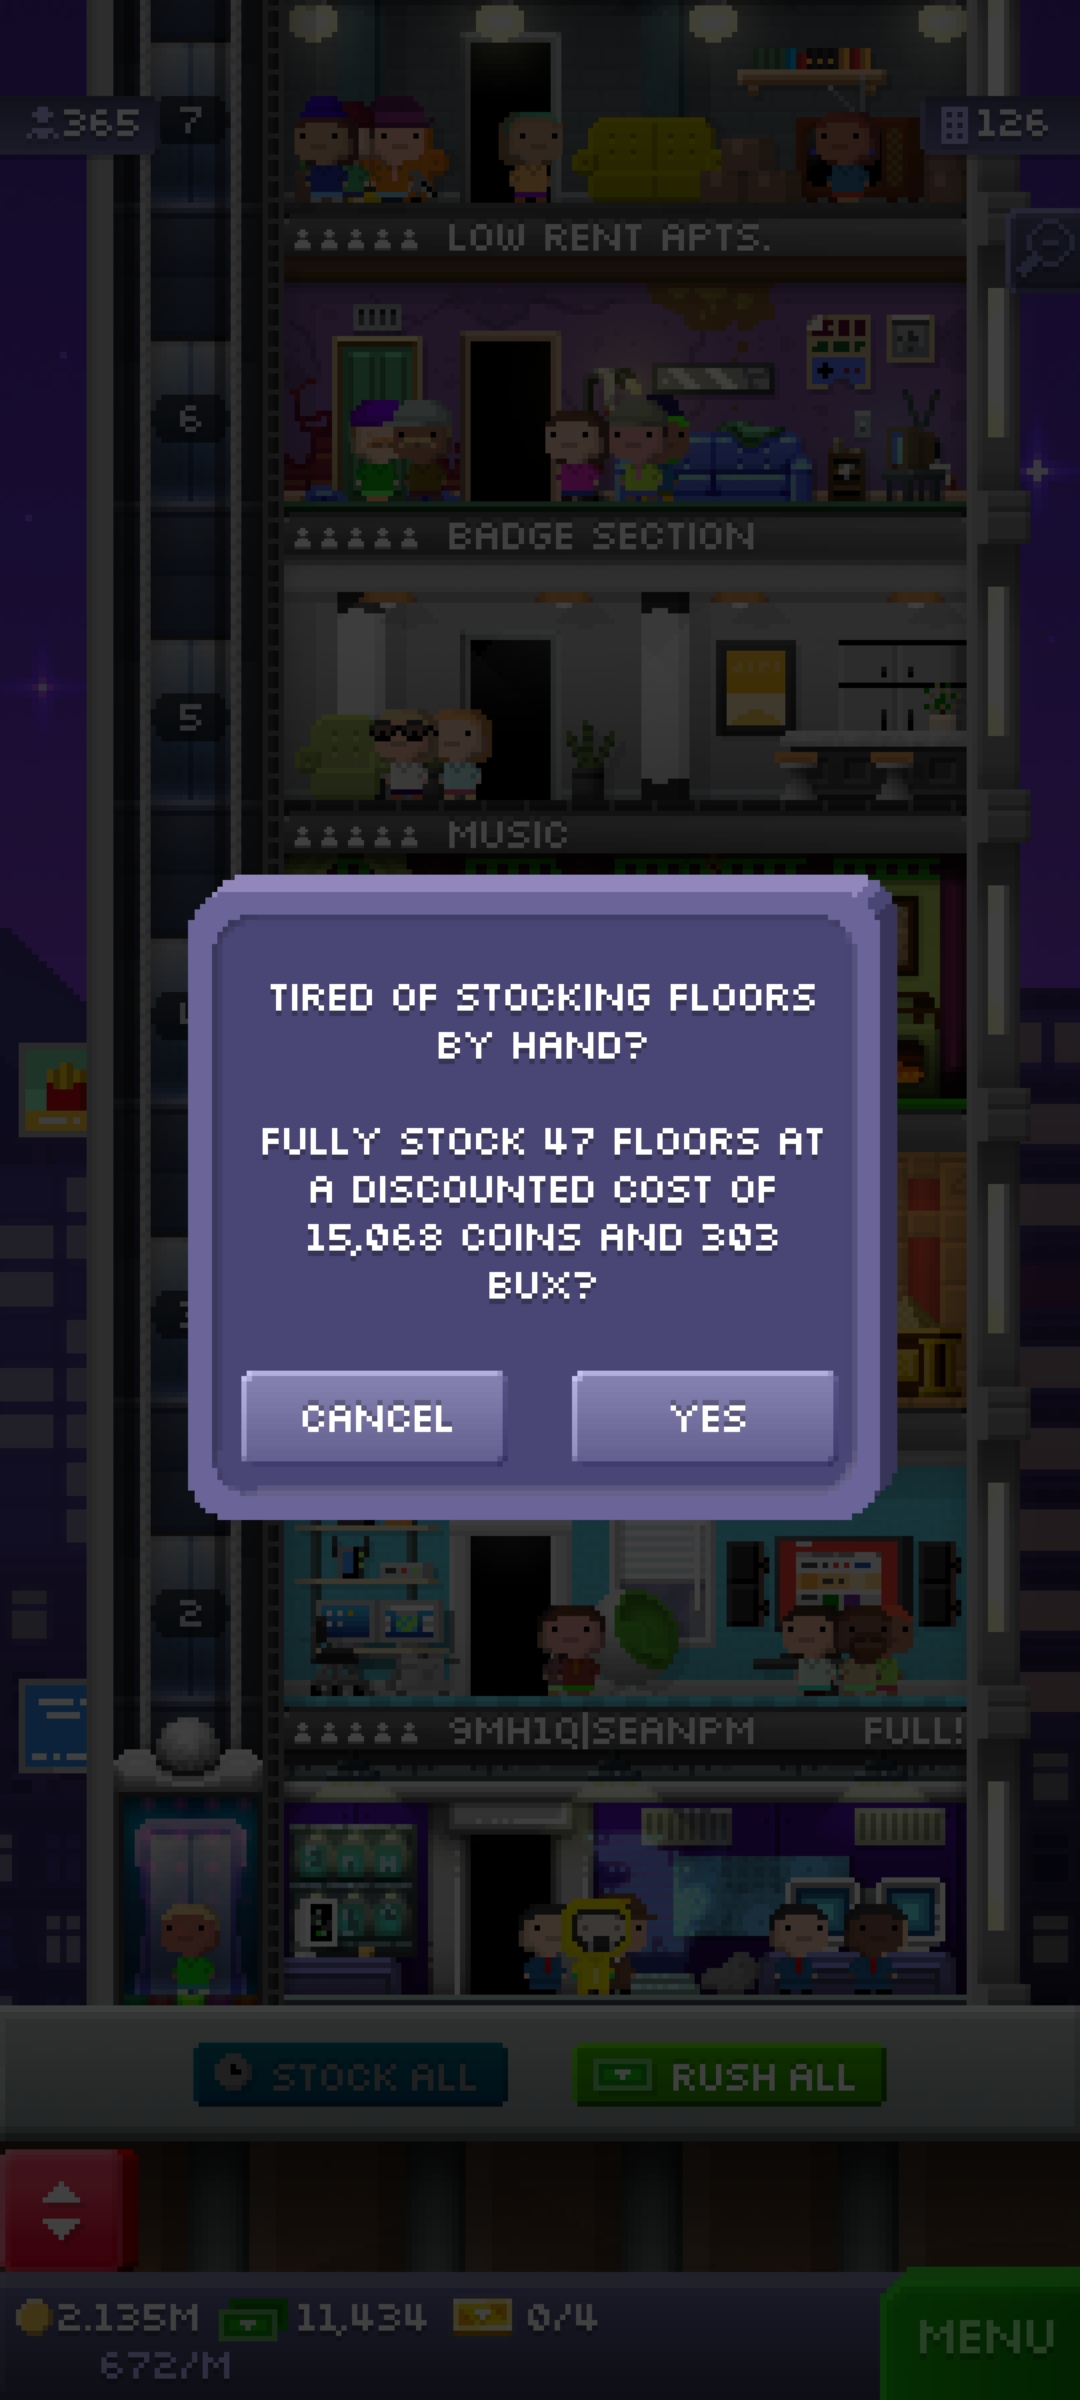 365
7
126
LOW RENT APTS.
6
BADGE SECTION
5
MUSIC
TIRED OF STOCKING FLOORS
BY HAND?
FULLY STOCK 47 FLOORS AT
A DISCOUNTED COST OF
15,068 COINS AND 303
BUX?
CANCEL
YES
2
9MH1Q|SEANPM
FULL!
STOCK ALL
RUSH ALL
2.135M
11,434
0/4
672/M
MENU